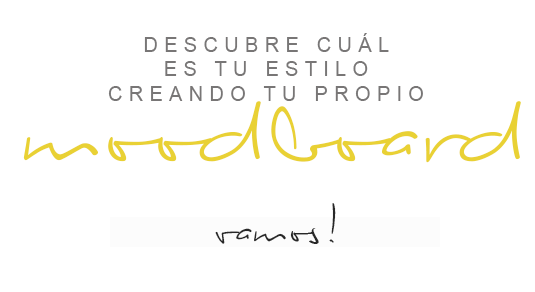 DESCUBRE CUÁL
ES TU ESTILO
CREANDO TU PROPIO
moodboard
vamos!